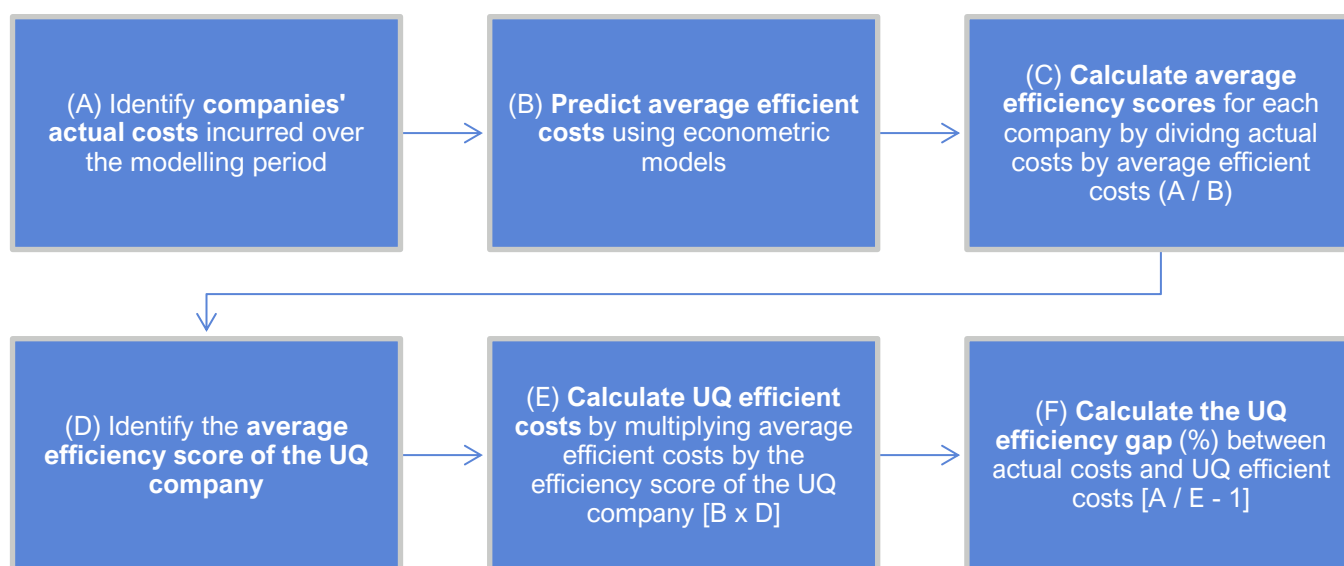 (A) Identify companies'
actual costs incurred over
the modelling period
(B) Predict average efficient
costs using econometric
models
(C) Calculate average
efficiency scores for each
company by dividng actual
costs by average efficient
costs (A / B)
(D) Identify the average
efficiency score of the UQ
company
(E) Calculate UQ efficient
costs by multiplying average
efficient costs by the
efficiency score of the UQ
company [B x D]
(F) Calculate the UQ
efficiency gap (%) between
actual costs and UQ efficient
costs [A / E - 1]